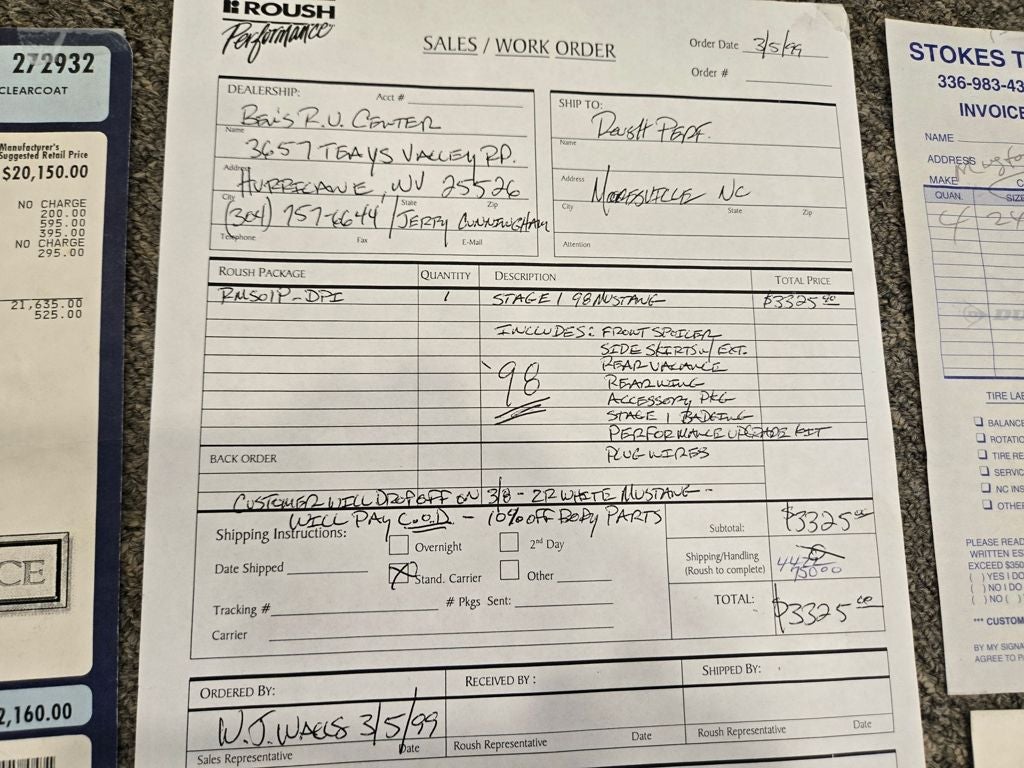 272932
CLEARCOAT
Manufacturer's
Suggested Retail Price
$20,150.00
NO CHARGE
200.00
595.00
395.00
NO CHARGE
295.00
21,635.00
525.00
CE
2,160.00
ROUSH
Performance
SALES / WORK ORDER
Order Date 3/5/99
Order #
DEALERSHIP: Acct #
Ben's R.V. CENTER
Name
3657 TEAYS VALLEY RD.
Address
HURRICANE, WV 25526
City State Zip
(304) 757-6644 / JERRY CUNNINGHAM
Telephone Fax E-Mail
SHIP TO:
ROUSH PERF.
Name
Address
MOORESVILLE NC
City State Zip
Attention
ROUSH PACKAGE QUANTITY DESCRIPTION TOTAL PRICE
RMS01P-DPI 1 STAGE 1 98 MUSTANG $3325 00
INCLUDES: FRONT SPOILER
SIDE SKIRTS W/ EXT.
REAR VALANCE
'98 REAR WING
ACCESSORY PKG
STAGE 1 BADGING
PERFORMANCE UPGRADE KIT
BACK ORDER PLUG WIRES
CUSTOMER WILL DROP OFF ON 3/8 - 2R WHITE MUSTANG -
WILL PAY C.O.D. - 10% OFF BODY PARTS
Shipping Instructions:
Overnight 2nd Day
Date Shipped Stand. Carrier Other
Tracking # # Pkgs Sent:
Carrier
Subtotal: $3325 00
Shipping/Handling
(Roush to complete)
TOTAL: $3325 00
ORDERED BY: RECEIVED BY : SHIPPED BY:
3/5/99
Sales Representative Date Roush Representative Date Roush Representative Date
STOKES T
336-983-43
INVOICE
NAME
ADDRESS
MAKE
QUAN. SIZE
4 24
TIRE LAB
BALANCE
ROTATIO
TIRE RE
SERVIC
NC INS
OTHER
PLEASE READ
WRITTEN ES
EXCEED $350
( ) YES I DO
( ) NO I DO
( ) NO (
*** CUSTOM
BY MY SIGNA
AGREE TO P